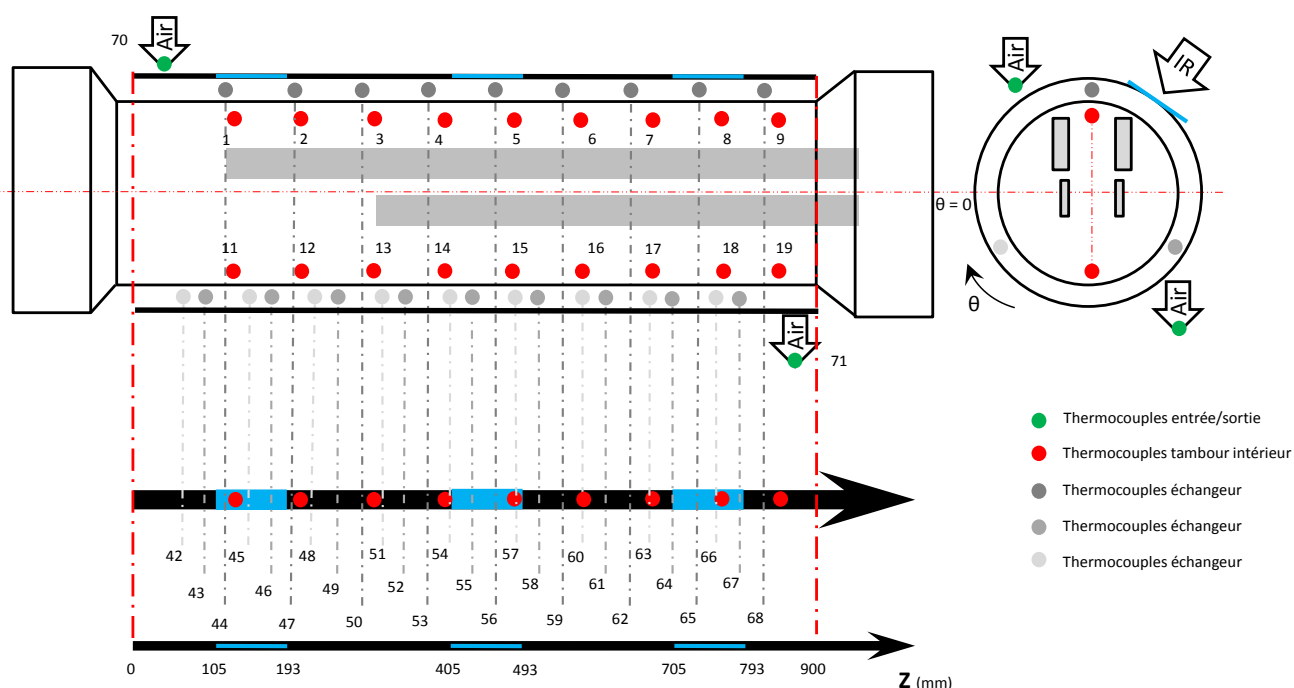 70
Air
Air
IR
1 2 3 4 5 6 7 8 9
θ = 0
11 12 13 14 15 16 17 18 19
θ
Air
Air
71
Thermocouples entrée/sortie
Thermocouples tambour intérieur
Thermocouples échangeur
Thermocouples échangeur
Thermocouples échangeur
42 45 48 51 54 57 60 63 66
43 46 49 52 55 58 61 64 67
44 47 50 53 56 59 62 65 68
0 105 193 405 493 705 793 900
Z (mm)